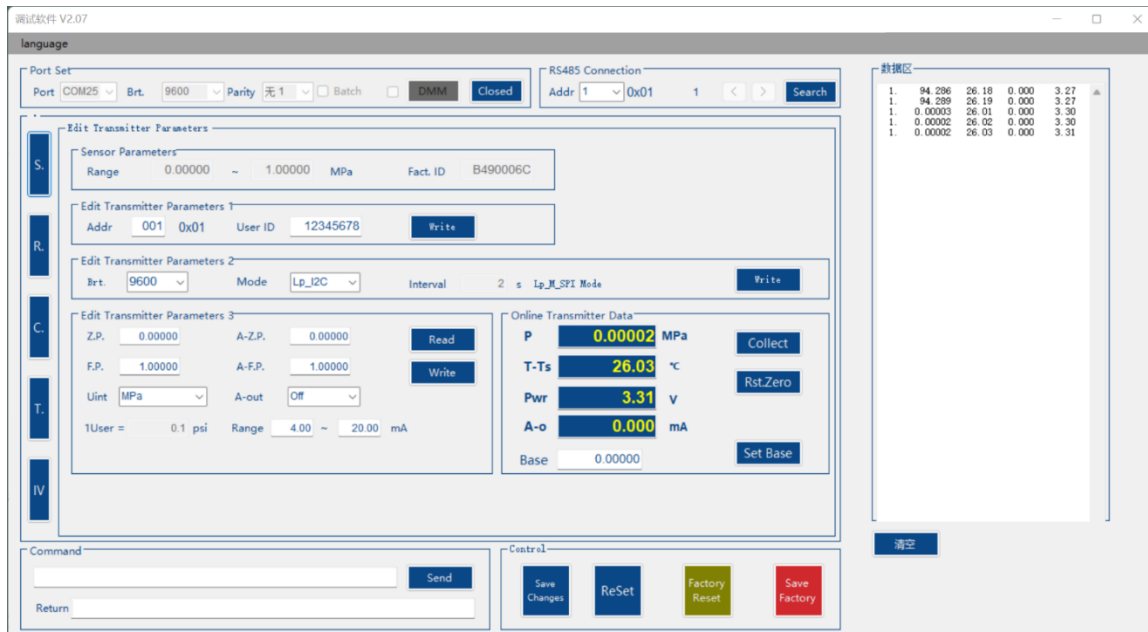 调试软件 V2.07
language
Port Set
Port COM25 Brt. 9600 Parity 无 1 Batch DMM Closed
RS485 Connection
Addr 1 0x01 1 < > Search
Edit Transmitter Parameters
Sensor Parameters
Range 0.00000 ~ 1.00000 MPa Fact. ID B490006C
Edit Transmitter Parameters 1
Addr 001 0x01 User ID 12345678 Write
Edit Transmitter Parameters 2
Brt. 9600 Mode Lp_I2C Interval 2 s Lp_M_SPI Mode Write
Edit Transmitter Parameters 3
Z.P. 0.00000 A-Z.P. 0.00000 Read
F.P. 1.00000 A-F.P. 1.00000 Write
Uint MPa A-out Off
1User = 0.1 psi Range 4.00 ~ 20.00 mA
Online Transmitter Data
P 0.00002 MPa Collect
T-Ts 26.03 ℃ Rst.Zero
Pwr 3.31 V
A-o 0.000 mA
Base 0.00000 Set Base
S.
R.
C.
T.
IV
Command
Send
Return
Control
Save Changes
ReSet
Factory Reset
Save Factory
数据区
1. 94.286 26.18 0.000 3.27
1. 94.289 26.19 0.000 3.27
1. 0.00003 26.01 0.000 3.30
1. 0.00002 26.02 0.000 3.30
1. 0.00002 26.03 0.000 3.31
清空